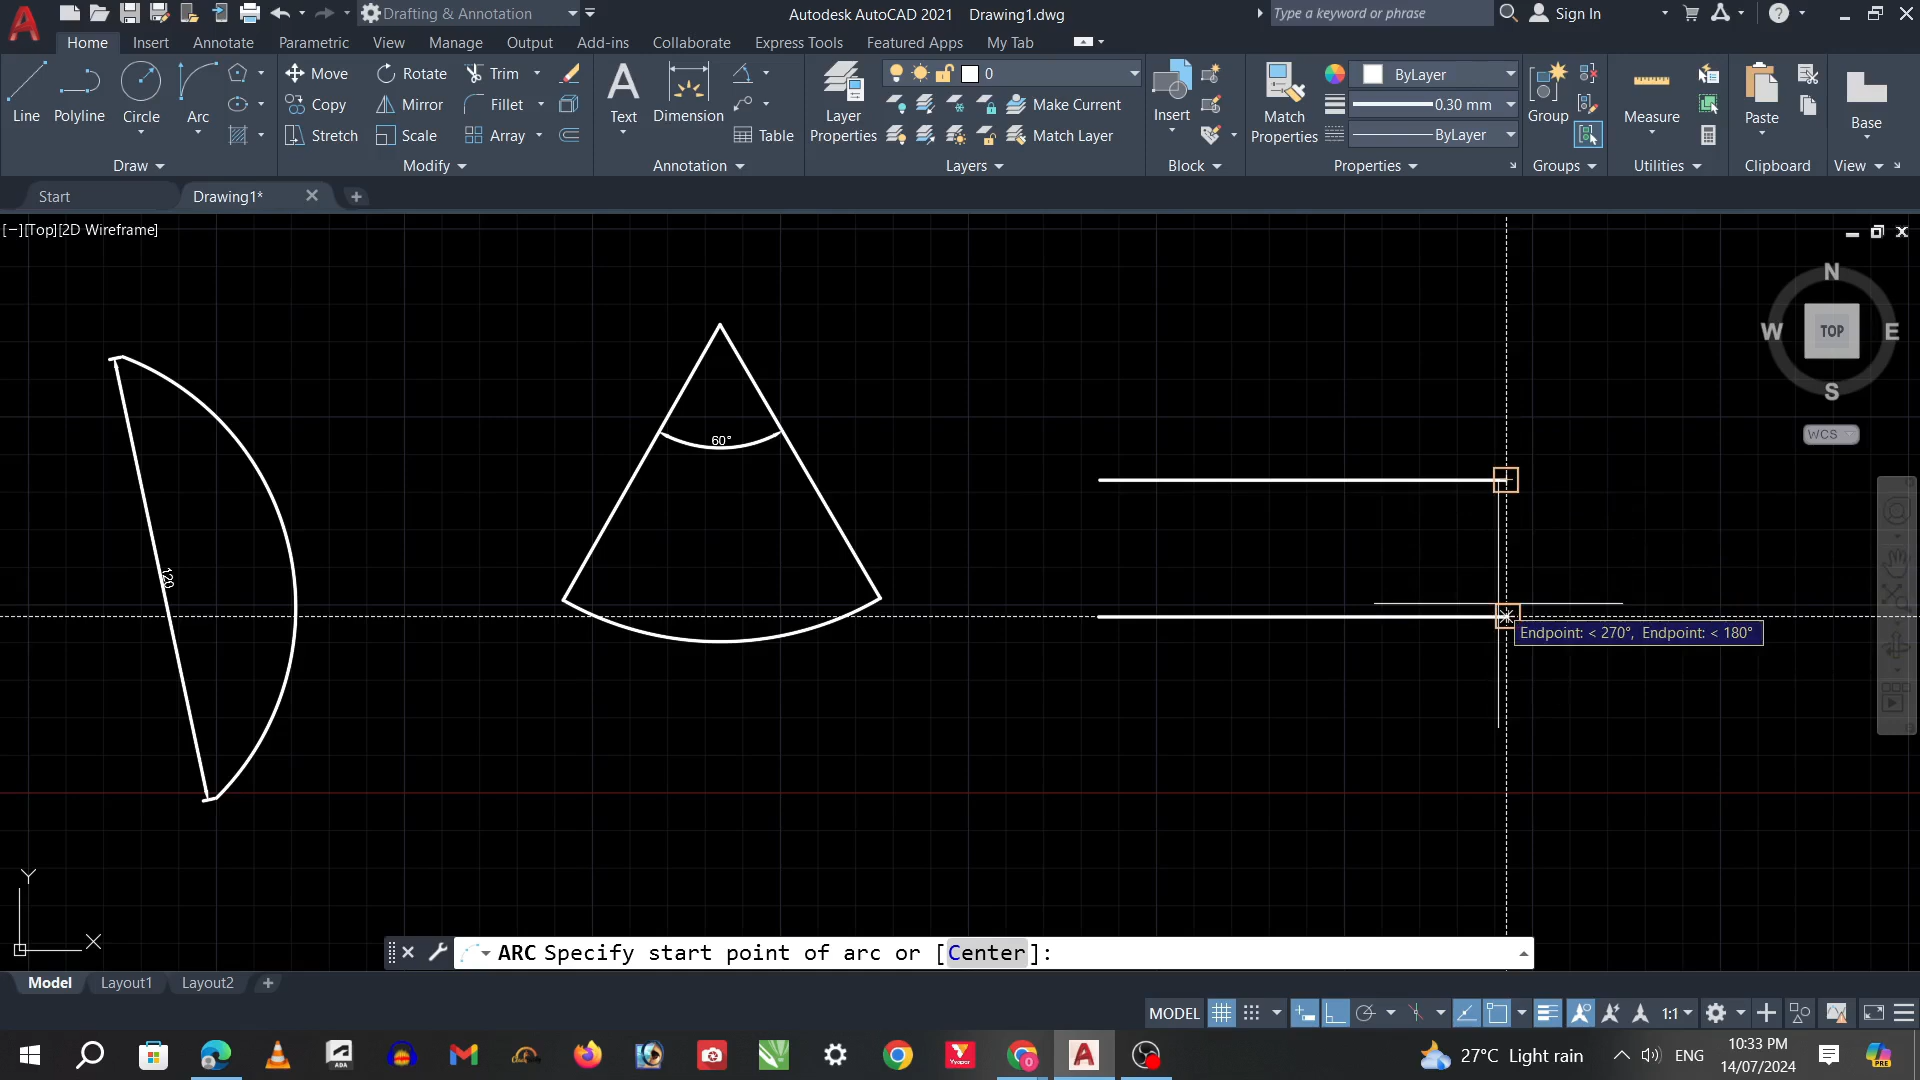 Drafting & Annotation
Autodesk AutoCAD 2021 Drawing1.dwg
Type a keyword or phrase
Sign In
Home Insert Annotate Parametric View Manage Output Add-ins Collaborate Express Tools Featured Apps My Tab
Line Polyline Circle Arc
Move Rotate Trim
Copy Mirror Fillet
Stretch Scale Array
Text Dimension Table
Layer Properties
0
Make Current
Match Layer
Insert
Match Properties
ByLayer
0.30 mm
ByLayer
Group
Measure
Paste
Base
Draw Modify Annotation Layers Block Properties Groups Utilities Clipboard View
Start Drawing1*
[−][Top][2D Wireframe]
N
W TOP E
S
WCS
60°
120
Endpoint: < 270°, Endpoint: < 180°
Y
X
ARC Specify start point of arc or [Center]:
Model Layout1 Layout2
MODEL 1:1
27°C Light rain ENG
10:33 PM
14/07/2024